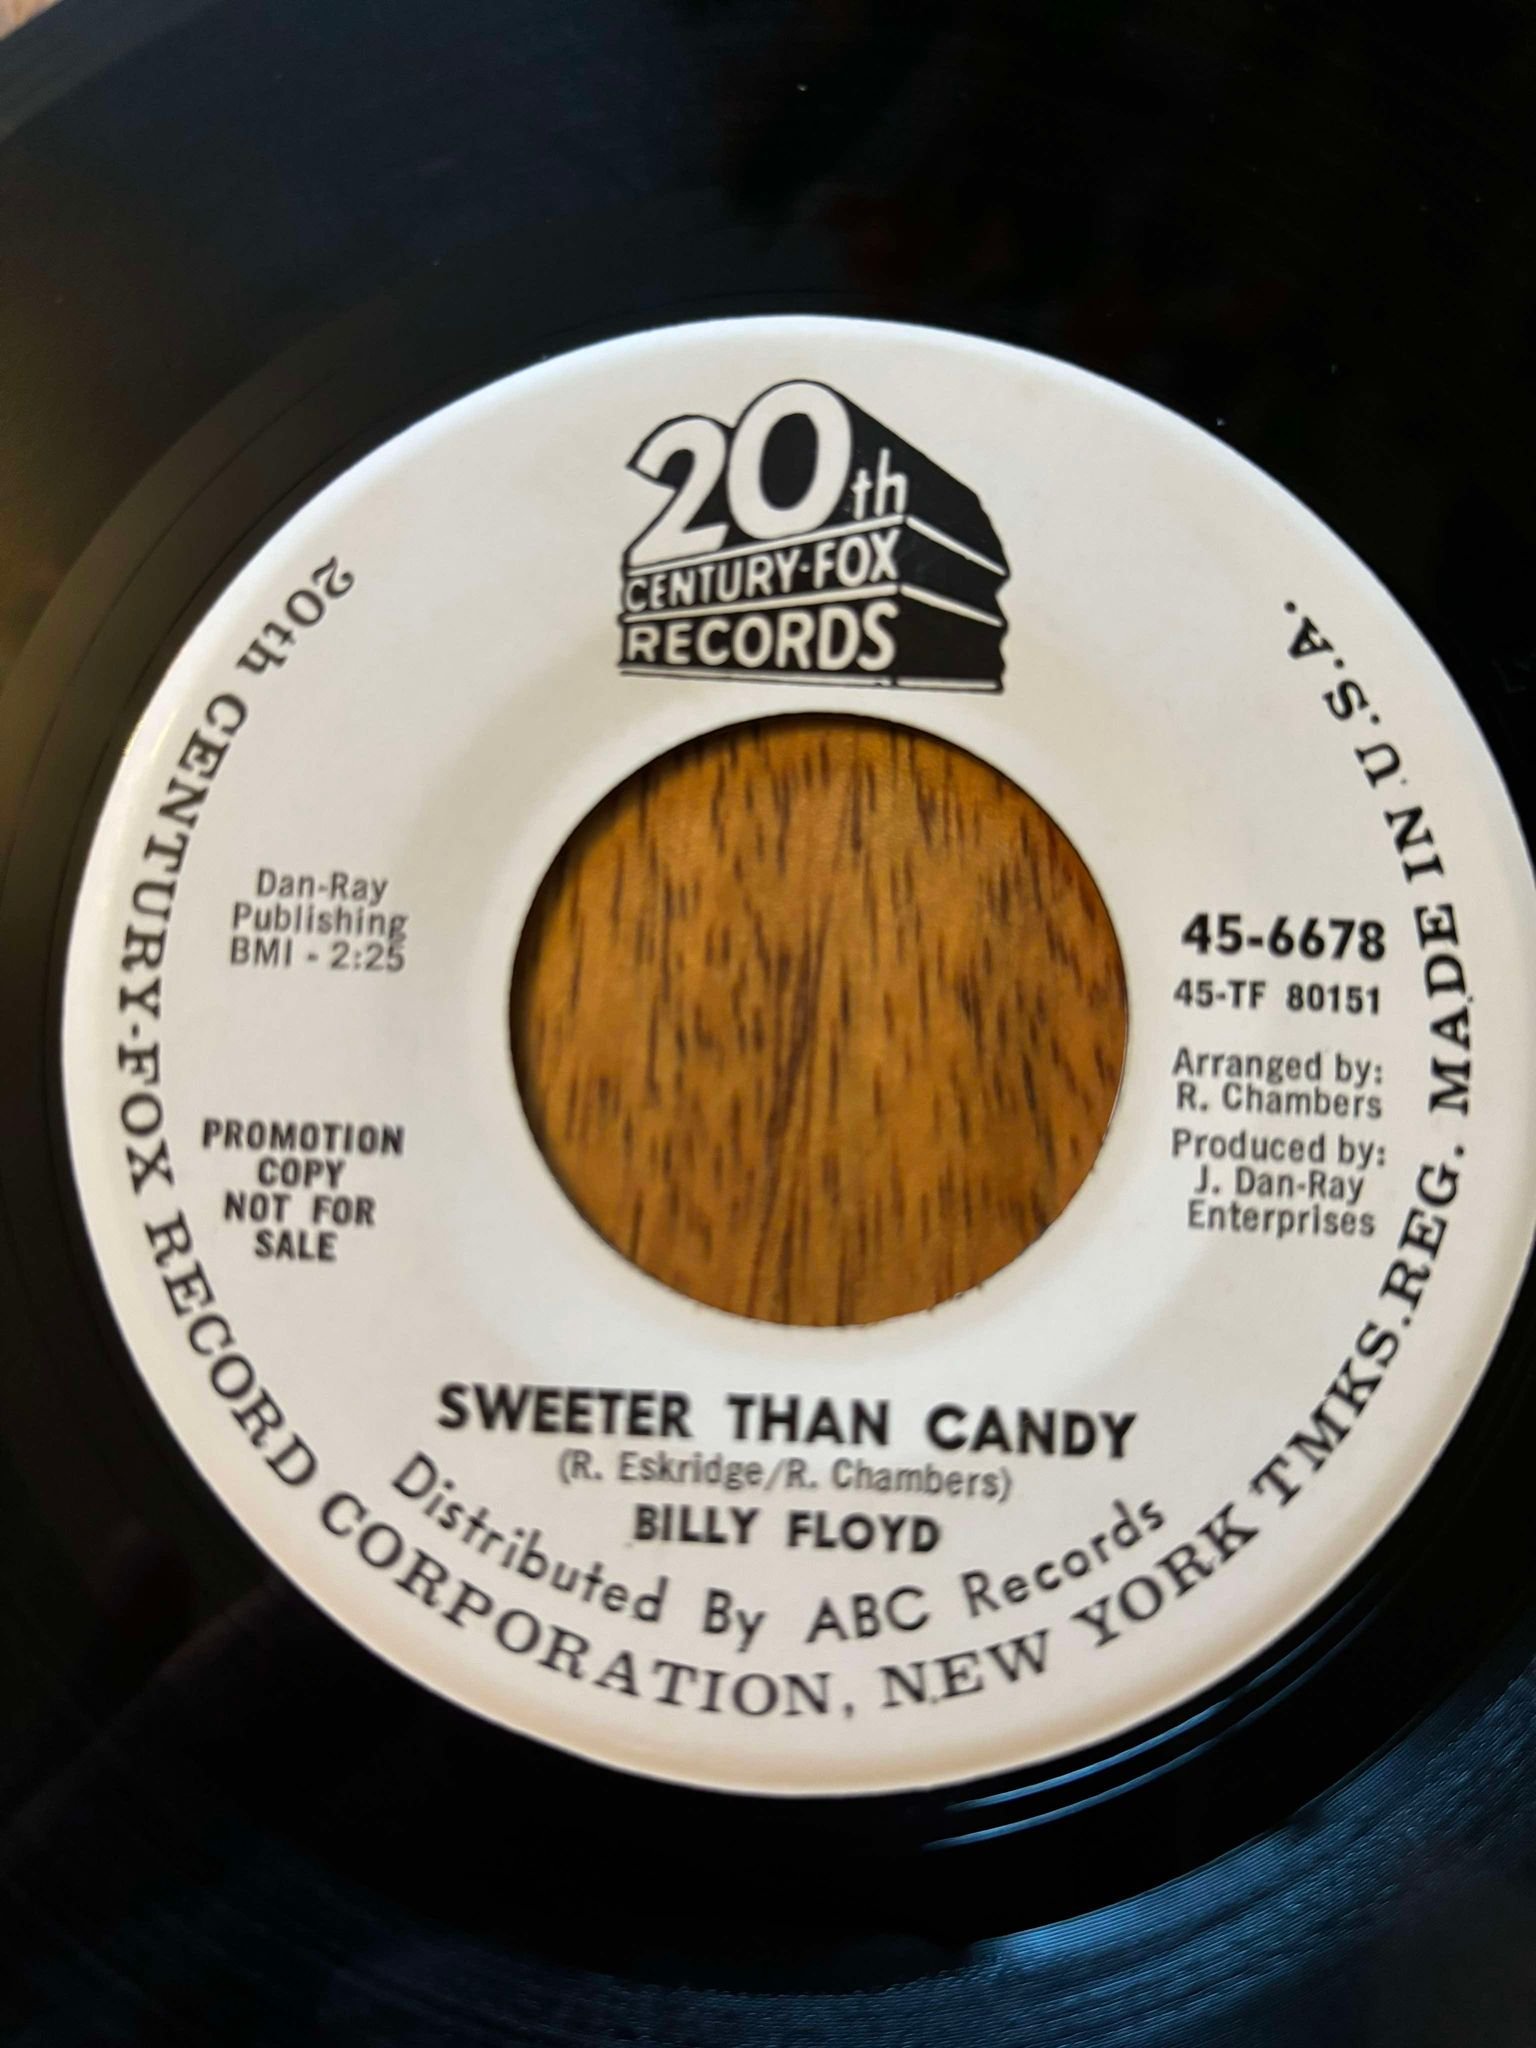 20th
CENTURY-FOX
RECORDS
Dan-Ray
Publishing
BMI - 2:25
PROMOTION
COPY
NOT FOR
SALE
45-6678
45-TF 80151
Arranged by:
R. Chambers
Produced by:
J. Dan-Ray
Enterprises
SWEETER THAN CANDY
(R. Eskridge/R. Chambers)
BILLY FLOYD
Distributed By ABC Records
20th CENTURY-FOX RECORD CORPORATION, NEW YORK TMKS.REG. MADE IN U.S.A.